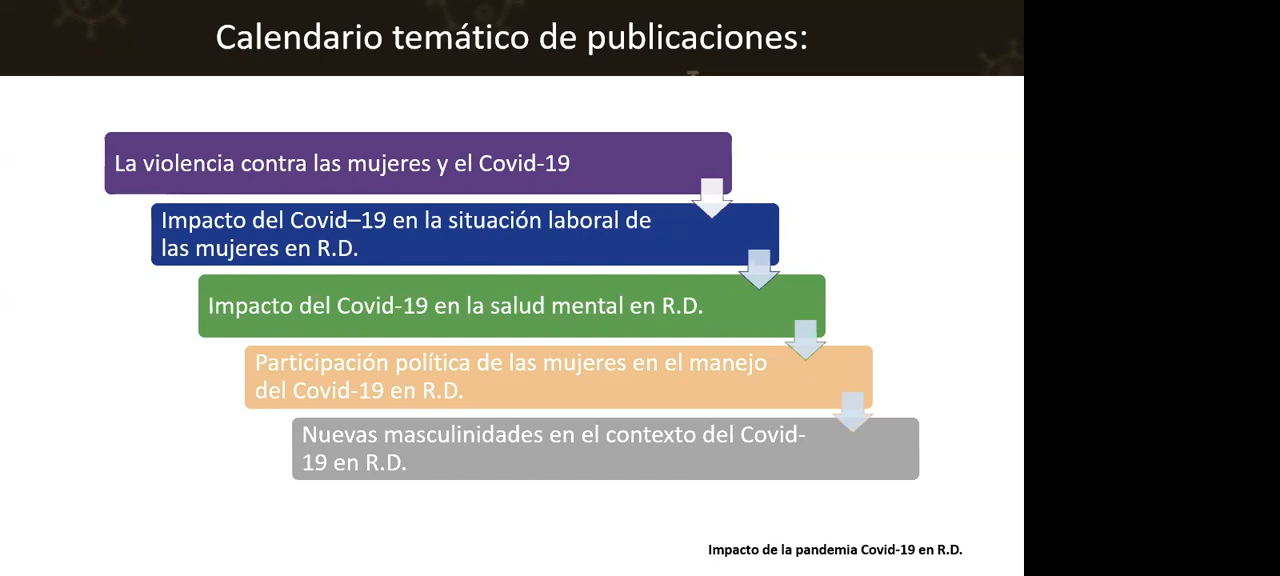 Calendario temático de publicaciones:
La violencia contra las mujeres y el Covid-19
Impacto del Covid–19 en la situación laboral de
las mujeres en R.D.
Impacto del Covid-19 en la salud mental en R.D.
Participación política de las mujeres en el manejo
del Covid-19 en R.D.
Nuevas masculinidades en el contexto del Covid-
19 en R.D.
Impacto de la pandemia Covid-19 en R.D.